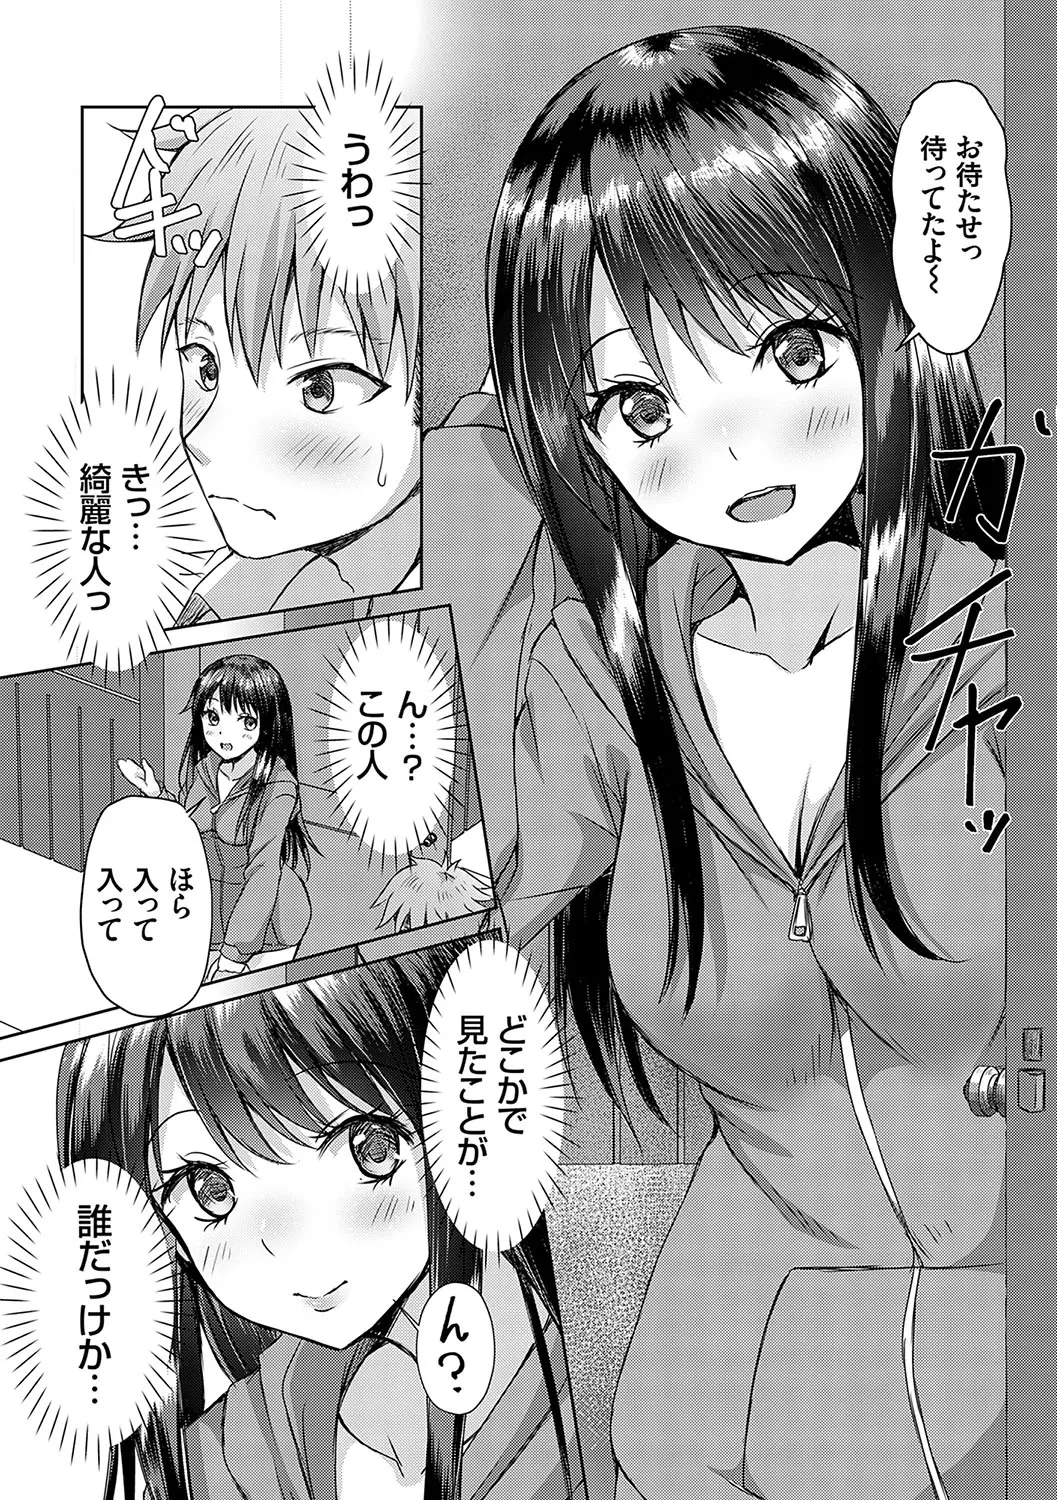 お待たせっ
待ってたよ～
ガチャッ
うわっ
ドキッ
きっ…
綺麗な人っ
ん…?
この人
ほら
入って
入って
どこかで
見たことが…
ん?
誰だっけか…